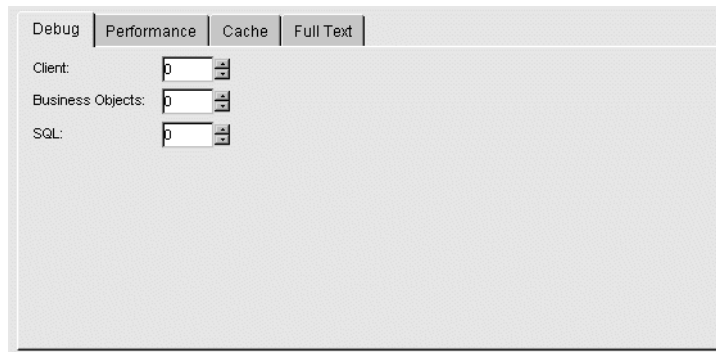 Debug Performance Cache Full Text
Client: 0
Business Objects: 0
SQL: 0